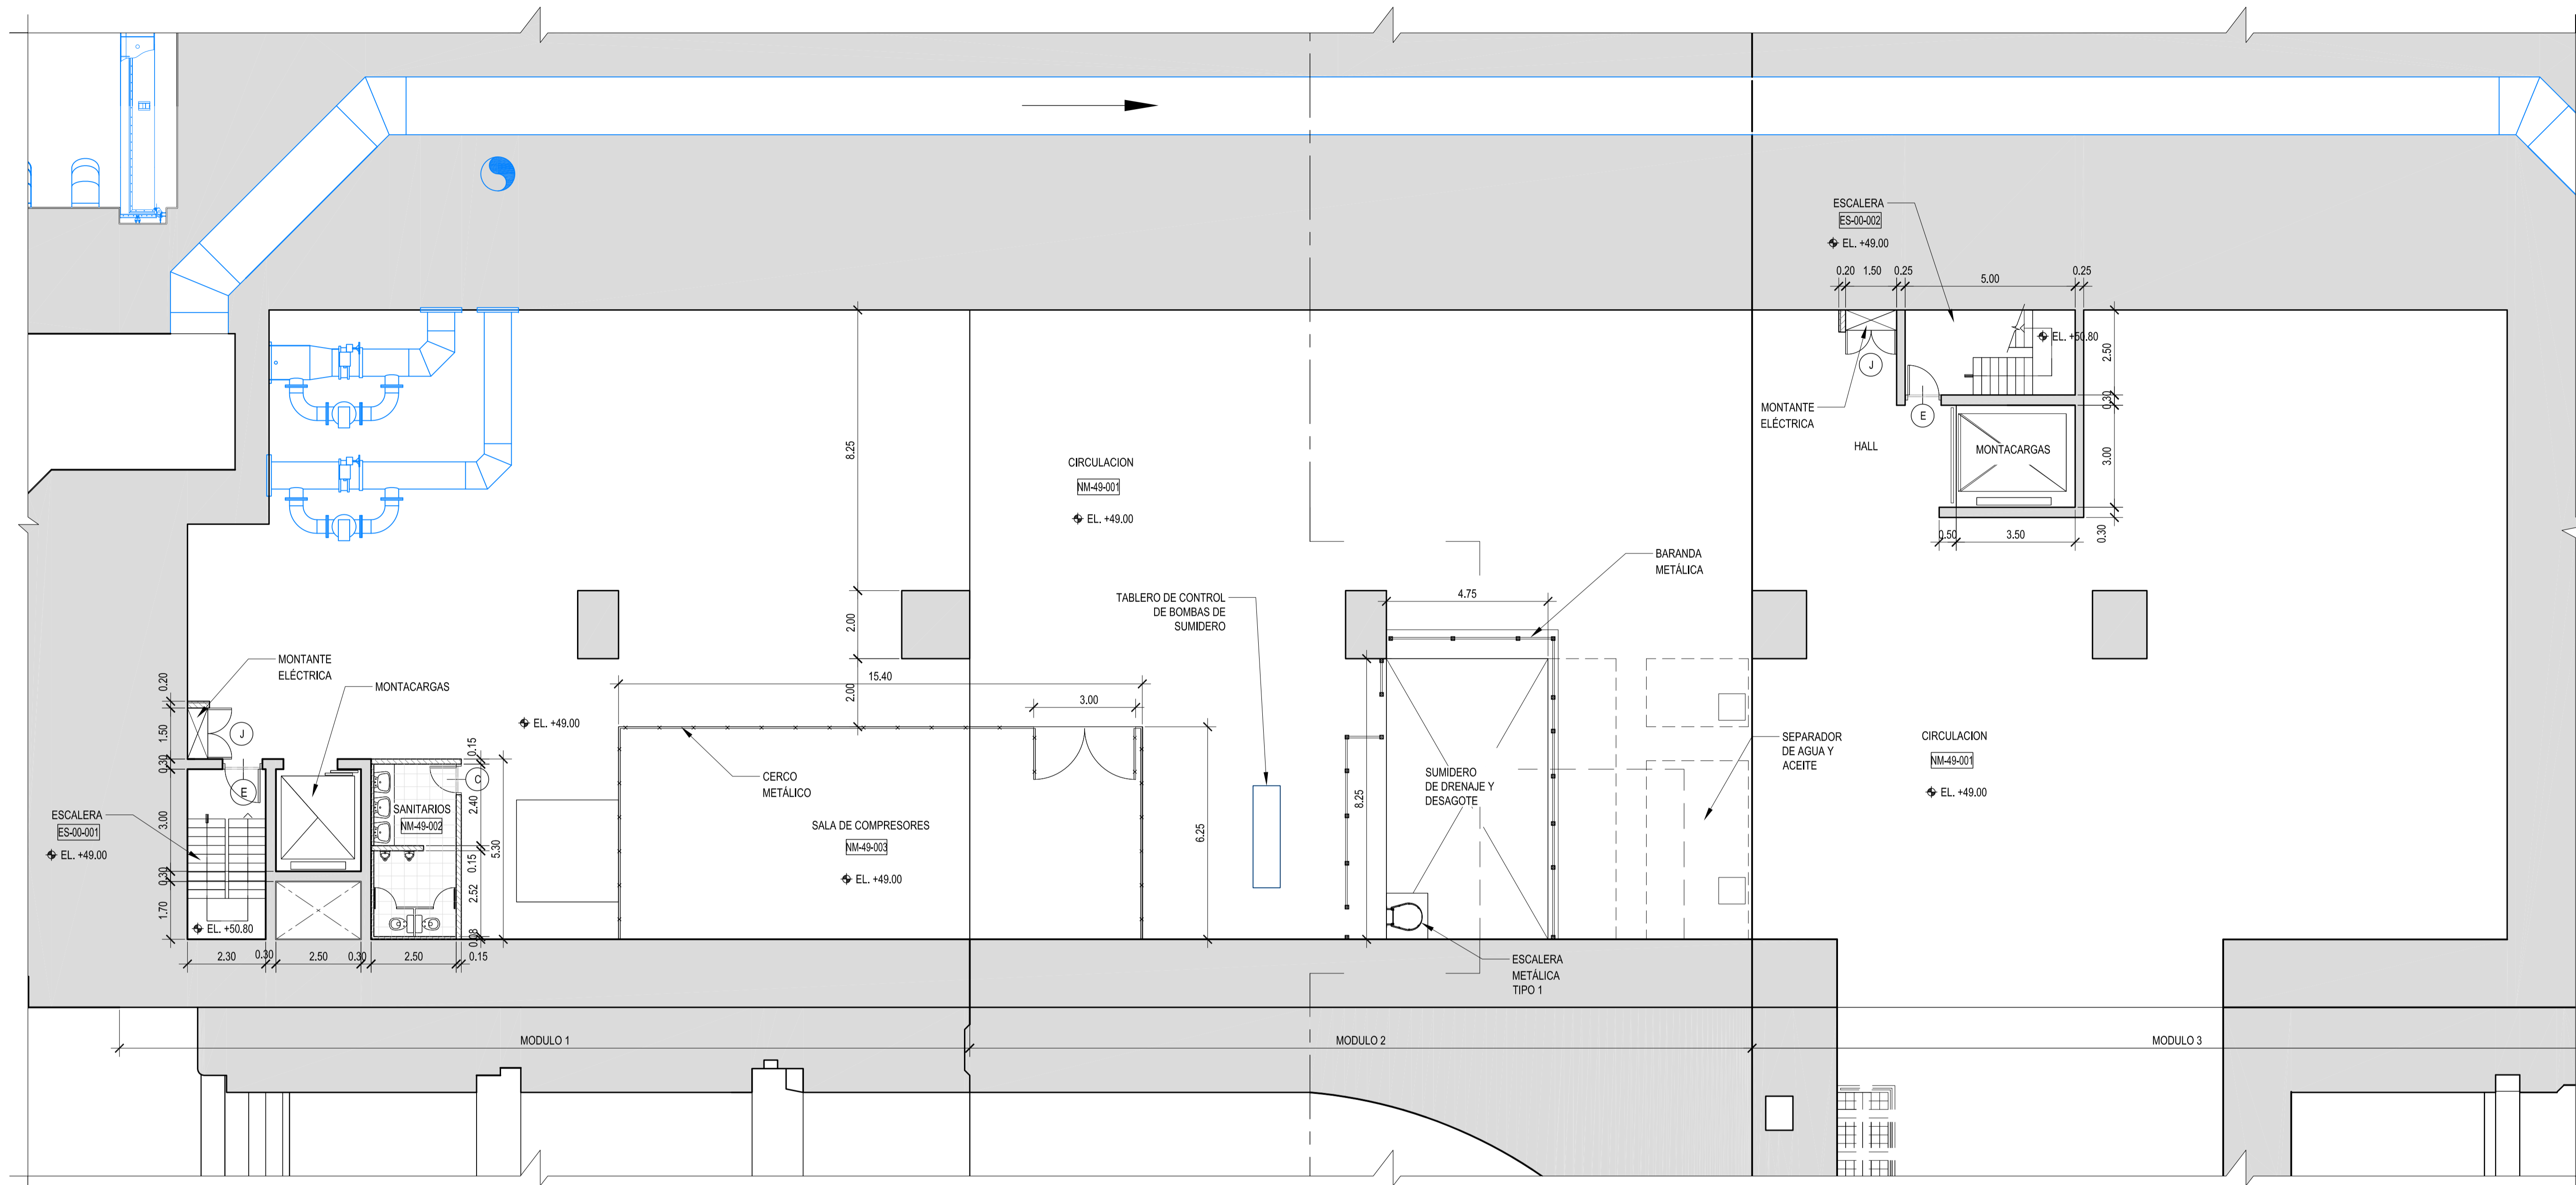 ESCALERA
ES-00-002
EL. +49.00
0.20
1.50
0.25
5.00
0.25
EL. +50.80
2.50
0.30
3.00
0.30
J
E
MONTANTE
ELÉCTRICA
HALL
MONTACARGAS
0.50
3.50
8.25
2.00
2.00
CIRCULACION
NM-49-001
EL. +49.00
BARANDA
METÁLICA
TABLERO DE CONTROL
DE BOMBAS DE
SUMIDERO
4.75
MONTANTE
ELÉCTRICA
MONTACARGAS
15.40
3.00
EL. +49.00
0.20
1.50
0.30
3.00
0.30
1.70
J
E
C
0.15
2.40
0.15
2.52
0.08
5.30
ESCALERA
ES-00-001
EL. +49.00
SANITARIOS
NM-49-002
CERCO
METÁLICO
SALA DE COMPRESORES
NM-49-003
EL. +49.00
6.25
8.25
SUMIDERO
DE DRENAJE Y
DESAGOTE
SEPARADOR
DE AGUA Y
ACEITE
CIRCULACION
NM-49-001
EL. +49.00
EL. +50.80
2.30
0.30
2.50
0.30
2.50
0.15
ESCALERA
METÁLICA
TIPO 1
MODULO 1
MODULO 2
MODULO 3